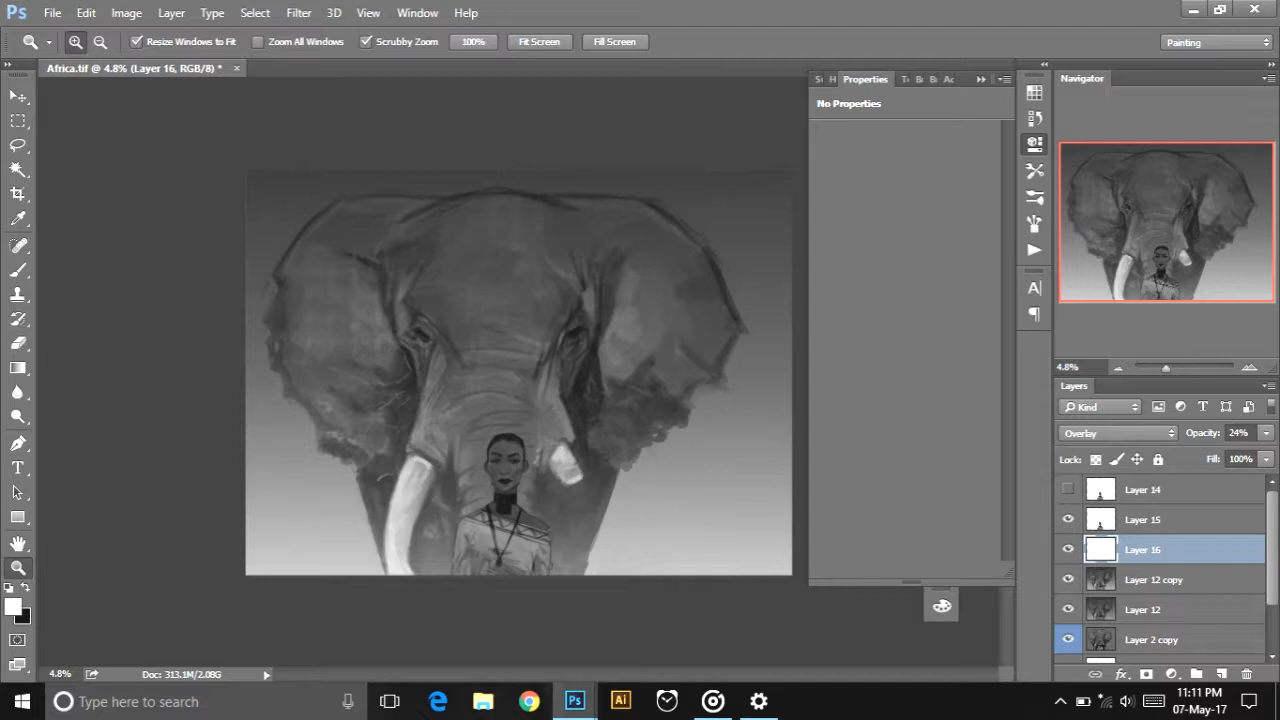 Ps File Edit Image Layer Type Select Filter 3D View Window Help
Resize Windows to Fit Zoom All Windows Scrubby Zoom 100% Fit Screen Fill Screen Painting
Africa.tif @ 4.8% (Layer 16, RGB/8) * ×
Properties
No Properties
Navigator
4.8%
Layers
Kind
Overlay Opacity: 24%
Lock: Fill: 100%
Layer 14
Layer 15
Layer 16
Layer 12 copy
Layer 12
Layer 2 copy
4.8% Doc: 313.1M/2.08G
Type here to search
Ps Ai
11:11 PM
07-May-17